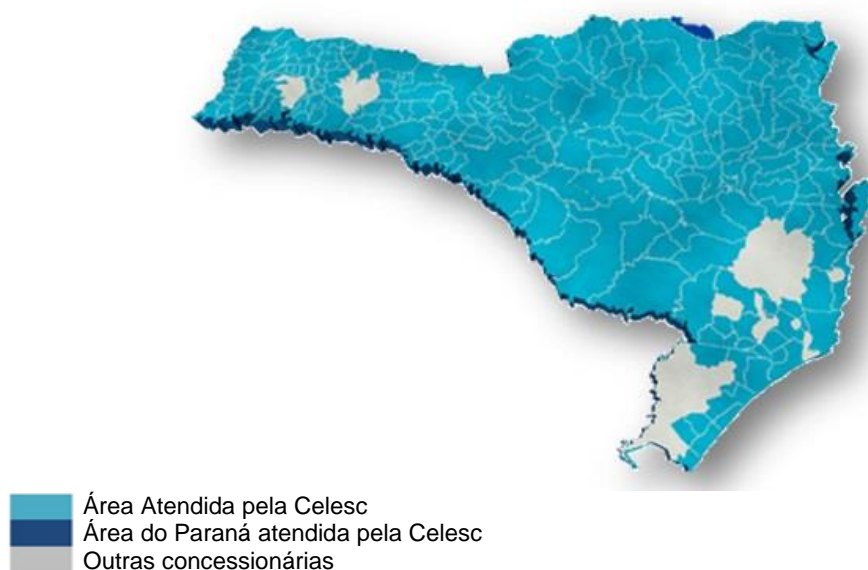 Área Atendida pela Celesc
Área do Paraná atendida pela Celesc
Outras concessionárias